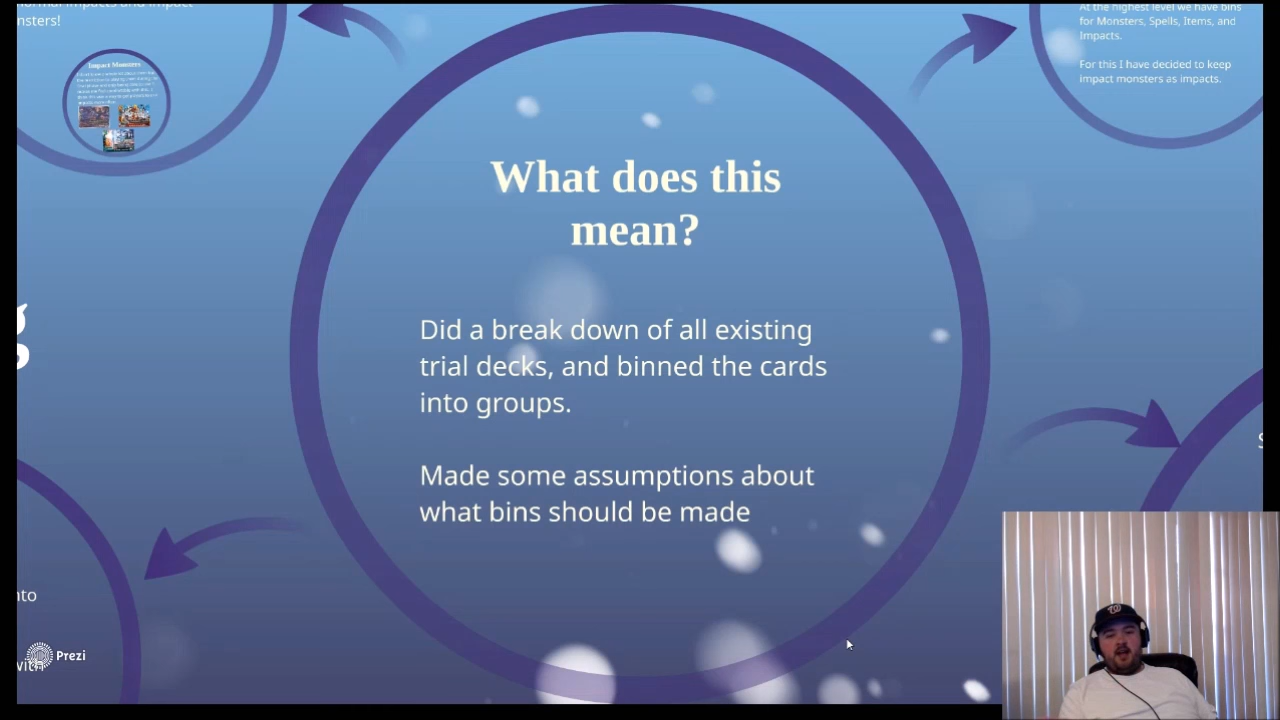 nsters!
Impact Monsters
At the highest level we have bins
for Monsters, Spells, Items, and
Impacts.
For this I have decided to keep
impact monsters as impacts.
What does this
mean?
Did a break down of all existing
trial decks, and binned the cards
into groups.
Made some assumptions about
what bins should be made
g
S
nto
with
Prezi
W